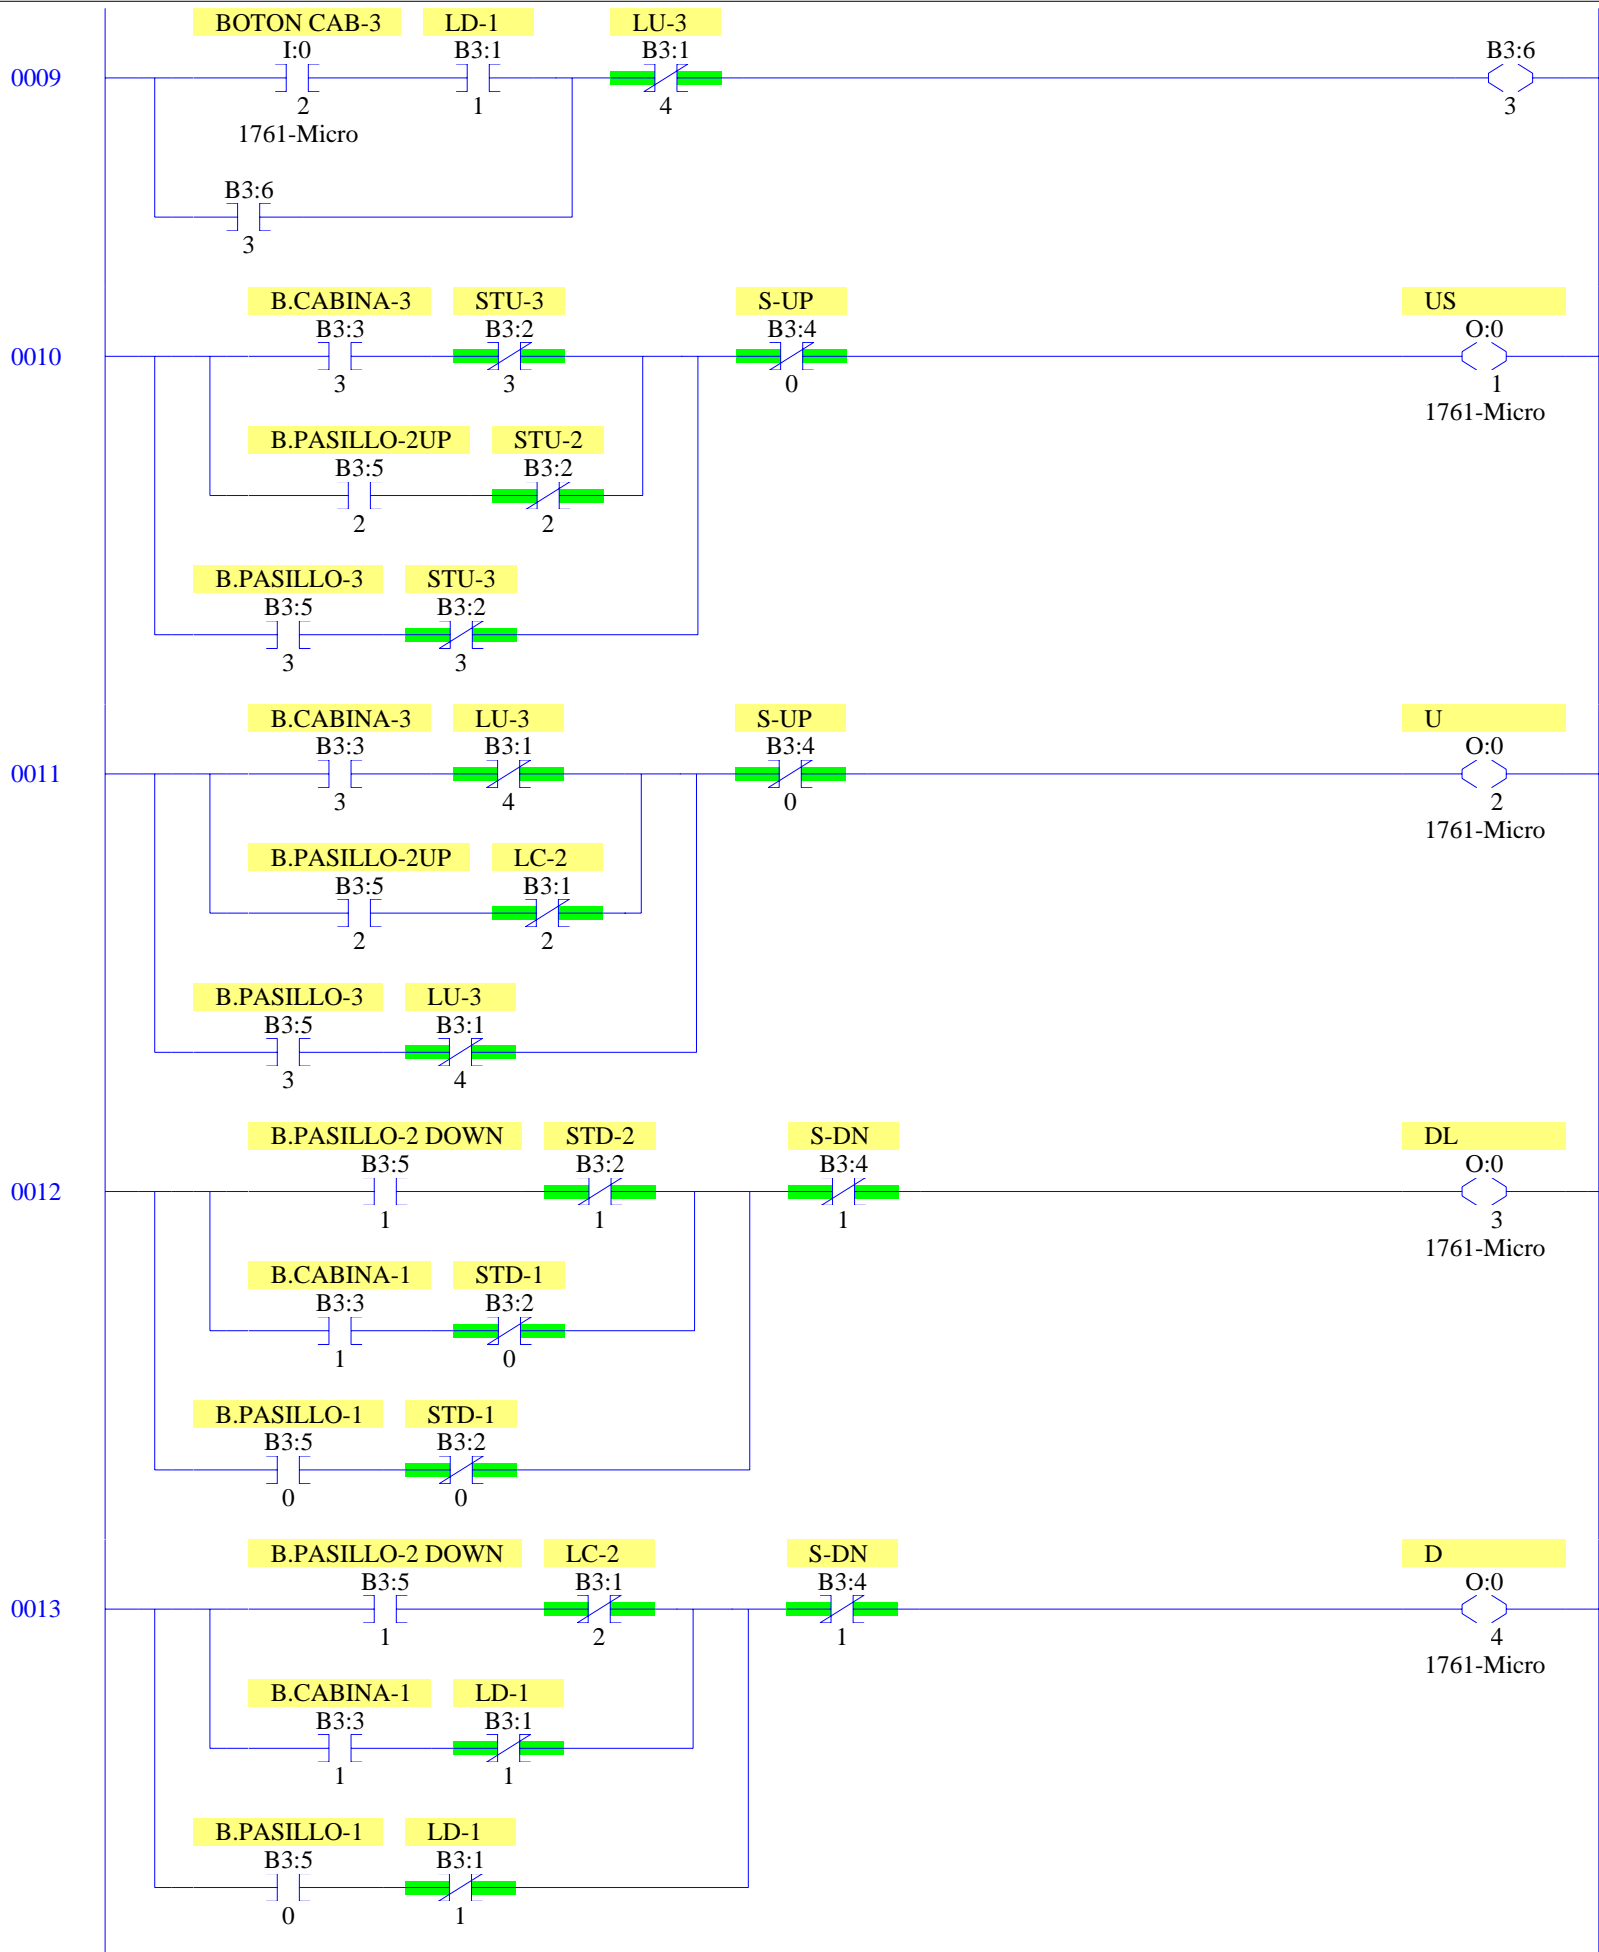 BOTON CAB-3 LD-1 LU-3
I:0 B3:1 B3:1 B3:6
0009
2 1 4 3
1761-Micro
B3:6
3
B.CABINA-3 STU-3 S-UP US
B3:3 B3:2 B3:4 O:0
0010
3 3 0 1
1761-Micro
B.PASILLO-2UP STU-2
B3:5 B3:2
2 2
B.PASILLO-3 STU-3
B3:5 B3:2
3 3
B.CABINA-3 LU-3 S-UP U
B3:3 B3:1 B3:4 O:0
0011
3 4 0 2
1761-Micro
B.PASILLO-2UP LC-2
B3:5 B3:1
2 2
B.PASILLO-3 LU-3
B3:5 B3:1
3 4
B.PASILLO-2 DOWN STD-2 S-DN DL
B3:5 B3:2 B3:4 O:0
0012
1 1 1 3
1761-Micro
B.CABINA-1 STD-1
B3:3 B3:2
1 0
B.PASILLO-1 STD-1
B3:5 B3:2
0 0
B.PASILLO-2 DOWN LC-2 S-DN D
B3:5 B3:1 B3:4 O:0
0013
1 2 1 4
1761-Micro
B.CABINA-1 LD-1
B3:3 B3:1
1 1
B.PASILLO-1 LD-1
B3:5 B3:1
0 1